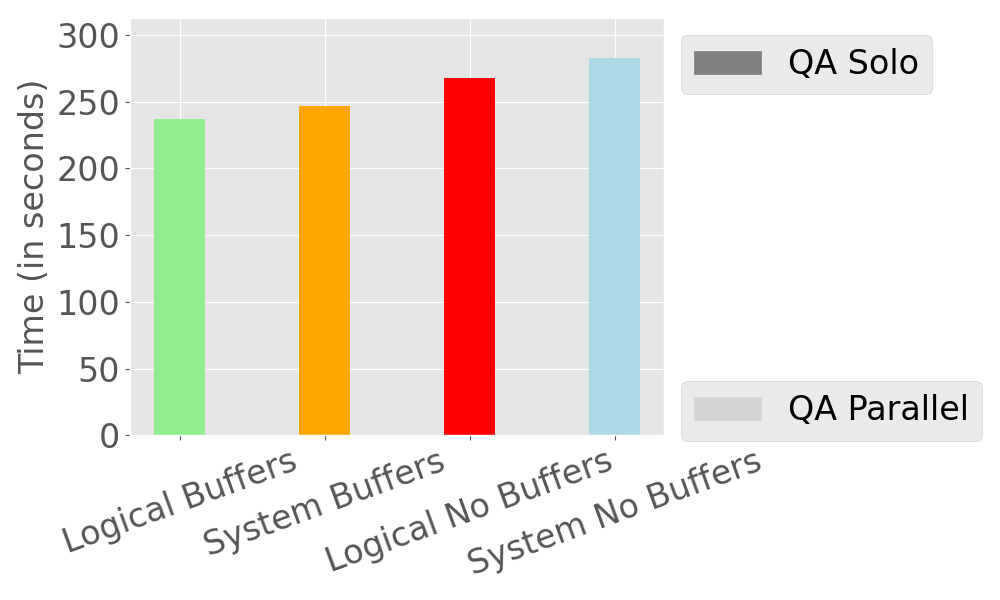 Time (in seconds)
300
250
200
150
100
50
0
Logical Buffers
System Buffers
Logical No Buffers
System No Buffers
QA Solo
QA Parallel